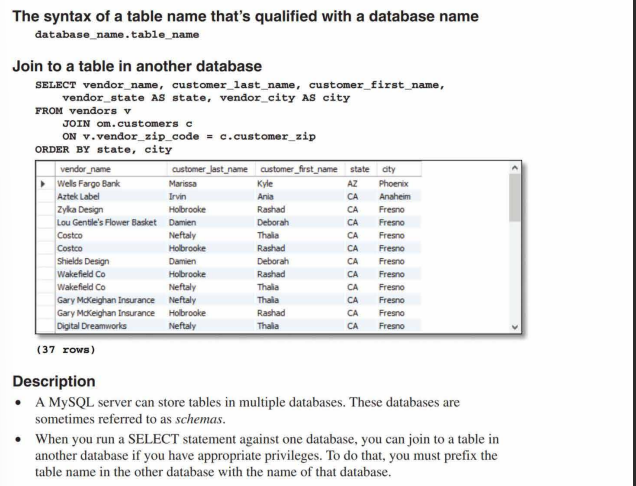 The syntax of a table name that’s qualified with a database name
database_name.table_name
Join to a table in another database
SELECT vendor_name, customer_last_name, customer_first_name,
vendor_state AS state, vendor_city AS city
FROM vendors v
JOIN om.customers c
ON v.vendor_zip_code = c.customer_zip
ORDER BY state, city
vendor_name customer_last_name customer_first_name state city
Wells Fargo Bank Marissa Kyle AZ Phoenix
Aztek Label Irvin Ania CA Anaheim
Zylka Design Holbrooke Rashad CA Fresno
Lou Gentile's Flower Basket Damien Deborah CA Fresno
Costco Neftaly Thalia CA Fresno
Costco Holbrooke Rashad CA Fresno
Shields Design Damien Deborah CA Fresno
Wakefield Co Holbrooke Rashad CA Fresno
Wakefield Co Neftaly Thalia CA Fresno
Gary McKeighan Insurance Neftaly Thalia CA Fresno
Gary McKeighan Insurance Holbrooke Rashad CA Fresno
Digital Dreamworks Neftaly Thalia CA Fresno
(37 rows)
Description
• A MySQL server can store tables in multiple databases. These databases are
sometimes referred to as schemas.
• When you run a SELECT statement against one database, you can join to a table in
another database if you have appropriate privileges. To do that, you must prefix the
table name in the other database with the name of that database.